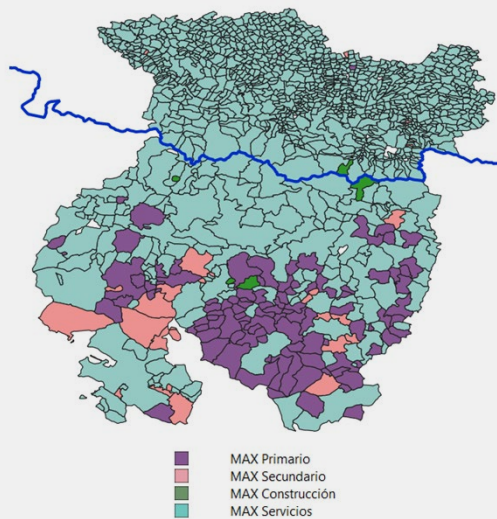 MAX Primario
MAX Secundario
MAX Construcción
MAX Servicios